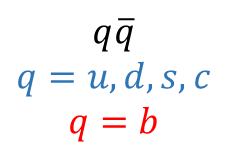 qq̄
q = u, d, s, c
q = b